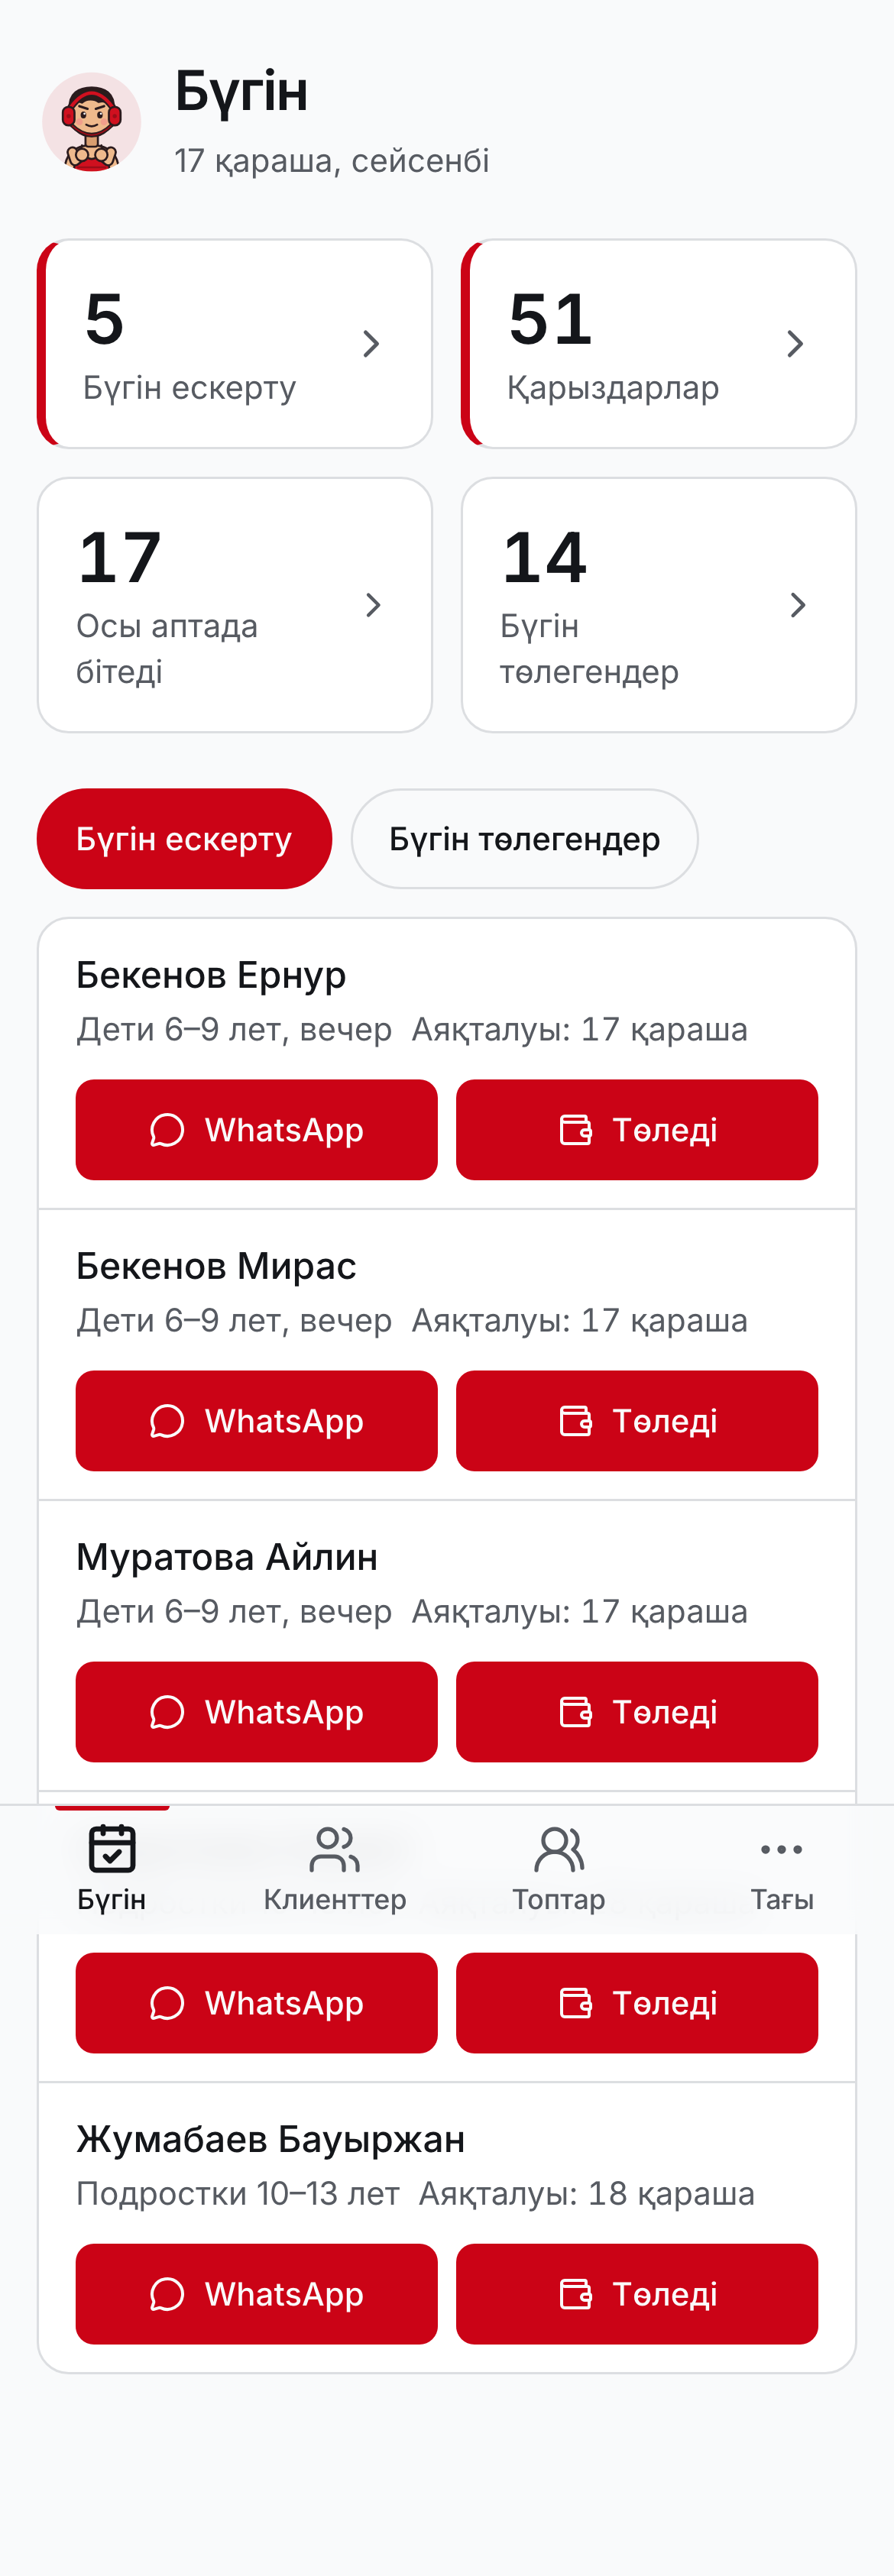 Бүгін
17 қараша, сейсенбі
5
Бүгін ескерту
51
Қарыздарлар
17
Осы аптада
бітеді
14
Бүгін
төлегендер
Бүгін ескерту
Бүгін төлегендер
Бекенов Ернур
Дети 6–9 лет, вечер Аяқталуы: 17 қараша
WhatsApp
Төледі
Бекенов Мирас
Дети 6–9 лет, вечер Аяқталуы: 17 қараша
WhatsApp
Төледі
Муратова Айлин
Дети 6–9 лет, вечер Аяқталуы: 17 қараша
WhatsApp
Төледі
Бүгін
Клиенттер
Топтар
Тағы
WhatsApp
Төледі
Жумабаев Бауыржан
Подростки 10–13 лет Аяқталуы: 18 қараша
WhatsApp
Төледі